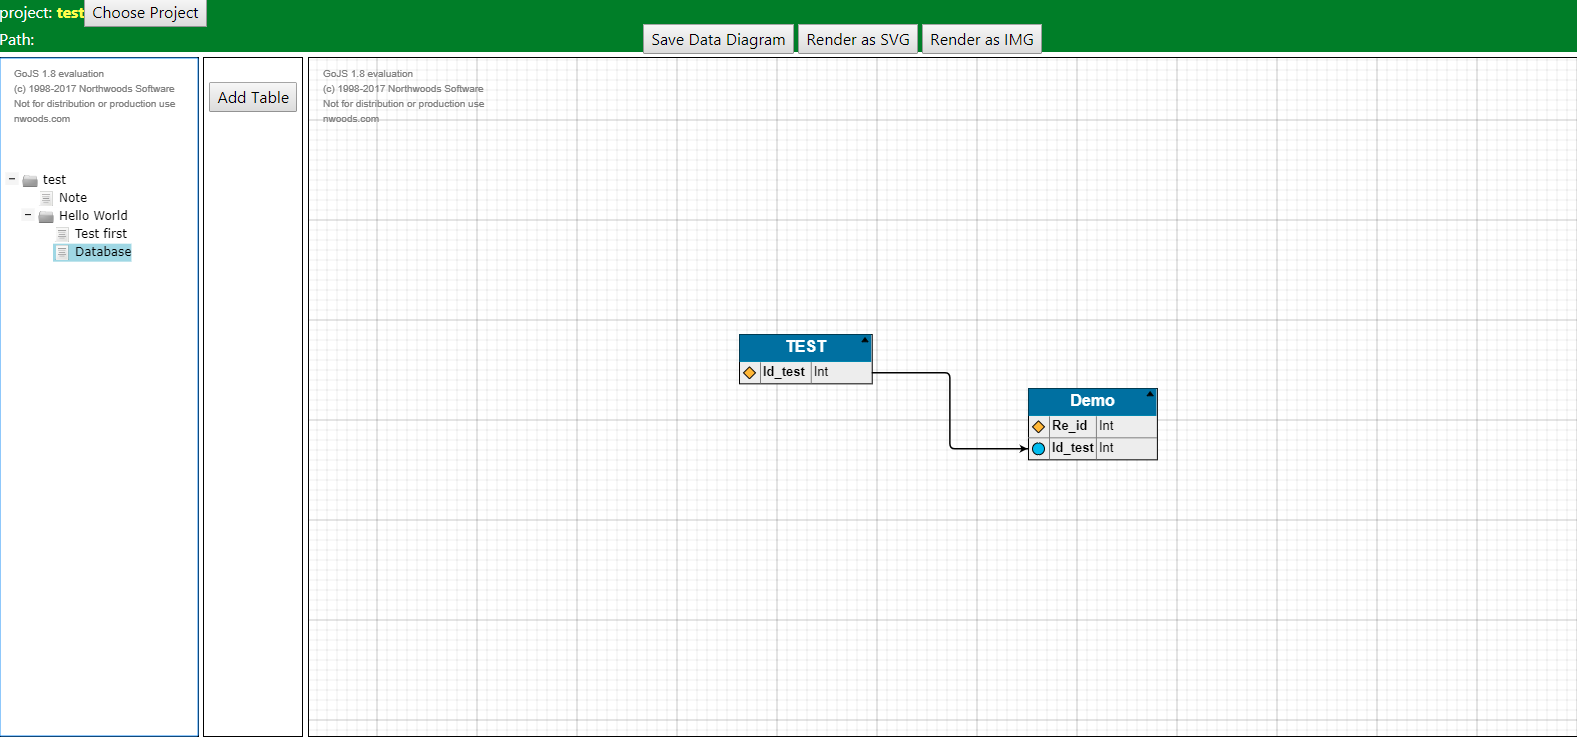 project: test Choose Project
Path:
Save Data Diagram Render as SVG Render as IMG
GoJS 1.8 evaluation
(c) 1998-2017 Northwoods Software
Not for distribution or production use
nwoods.com
test
Note
Hello World
Test first
Database
Add Table
GoJS 1.8 evaluation
(c) 1998-2017 Northwoods Software
Not for distribution or production use
nwoods.com
TEST
Id_test Int
Demo
Re_id Int
Id_test Int